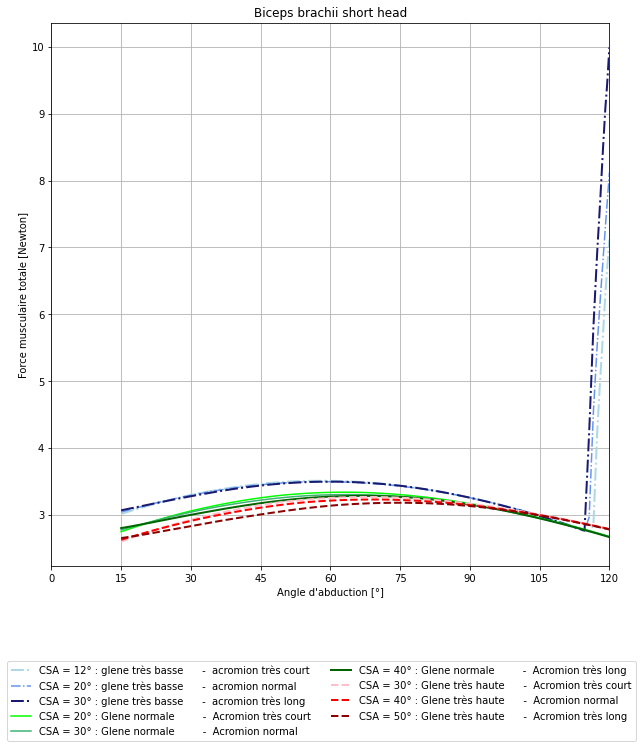 Biceps brachii short head
10
9
8
7
6
5
4
3
Force musculaire totale [Newton]
0 15 30 45 60 75 90 105 120
Angle d'abduction [°]
CSA = 12° : glene très basse - acromion très court
CSA = 20° : glene très basse - acromion normal
CSA = 30° : glene très basse - acromion très long
CSA = 20° : Glene normale - Acromion très court
CSA = 30° : Glene normale - Acromion normal
CSA = 40° : Glene normale - Acromion très long
CSA = 30° : Glene très haute - Acromion très court
CSA = 40° : Glene très haute - Acromion normal
CSA = 50° : Glene très haute - Acromion très long